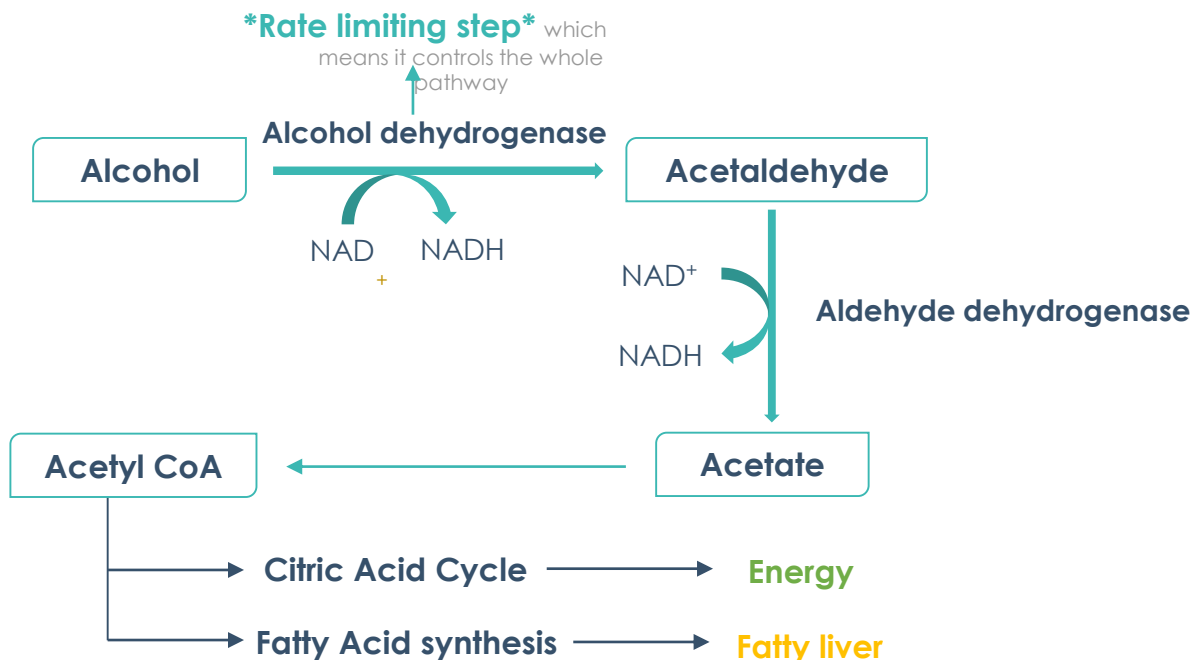 *Rate limiting step* which
means it controls the whole
pathway
Alcohol dehydrogenase
Alcohol
Acetaldehyde
NAD
+
NADH
NAD⁺
Aldehyde dehydrogenase
NADH
Acetyl CoA
Acetate
Citric Acid Cycle
Energy
Fatty Acid synthesis
Fatty liver